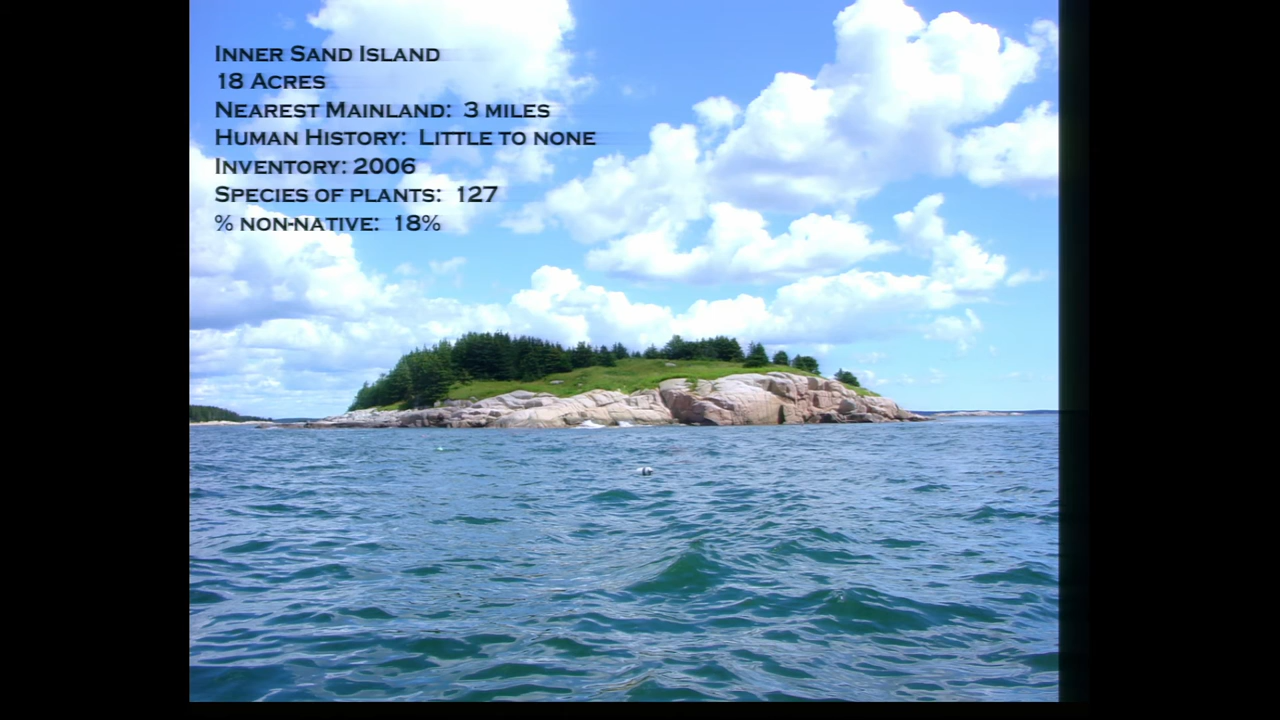 Inner Sand Island
18 Acres
Nearest Mainland: 3 miles
Human History: Little to none
Inventory: 2006
Species of plants: 127
% non-native: 18%